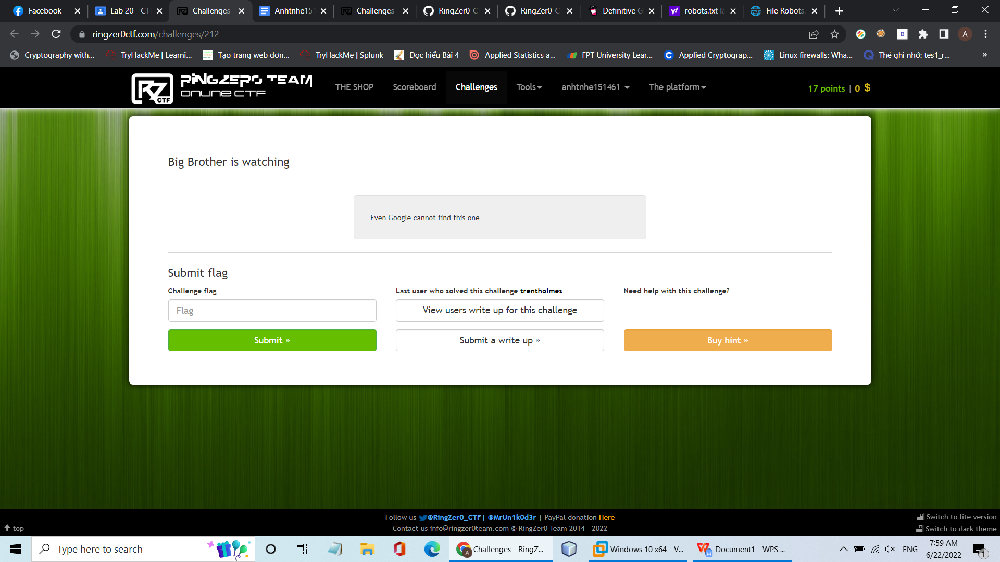 Facebook
Lab 20 - CT
Challenges
Anhtnhe151
Challenges
RingZer0-C
RingZer0-C
Definitive G
robots.txt là
File Robots.
ringzer0ctf.com/challenges/212
A
Cryptography with...
TryHackMe | Learni...
Tạo trang web đơn...
TryHackMe | Splunk
Đọc hiểu Bài 4
Applied Statistics a...
FPT University Lear...
Applied Cryptograp...
Linux firewalls: Wha...
Thẻ ghi nhớ: tes1_r...
»
RZ CTF
RINGZER0 TEAM
ONLINE CTF
THE SHOP
Scoreboard
Challenges
Tools
anhtnhe151461
The platform
17 points | 0 $
Big Brother is watching
Even Google cannot find this one
Submit flag
Challenge flag
Last user who solved this challenge trentholmes
Need help with this challenge?
Flag
View users write up for this challenge
Submit »
Submit a write up »
Buy hint »
Follow us @RingZer0_CTF | @MrUn1k0d3r | PayPal donation Here
Contact us info@ringzer0team.com © RingZer0 Team 2014 - 2022
top
Switch to lite version
Switch to dark theme
Type here to search
Challenges - RingZ...
Windows 10 x64 - V...
Document1 - WPS ...
ENG
7:59 AM
6/22/2022
1